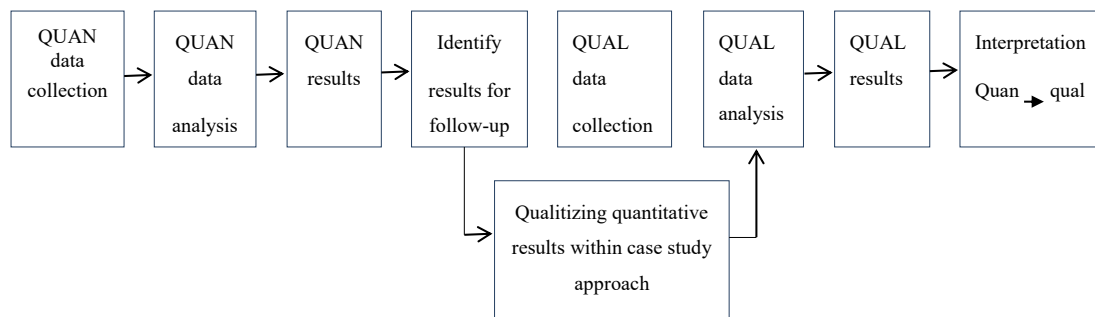 QUAN
data
collection
QUAN
data
analysis
QUAN
results
Identify
results for
follow-up
QUAL
data
collection
QUAL
data
analysis
QUAL
results
Interpretation
Quan qual
Qualitizing quantitative
results within case study
approach